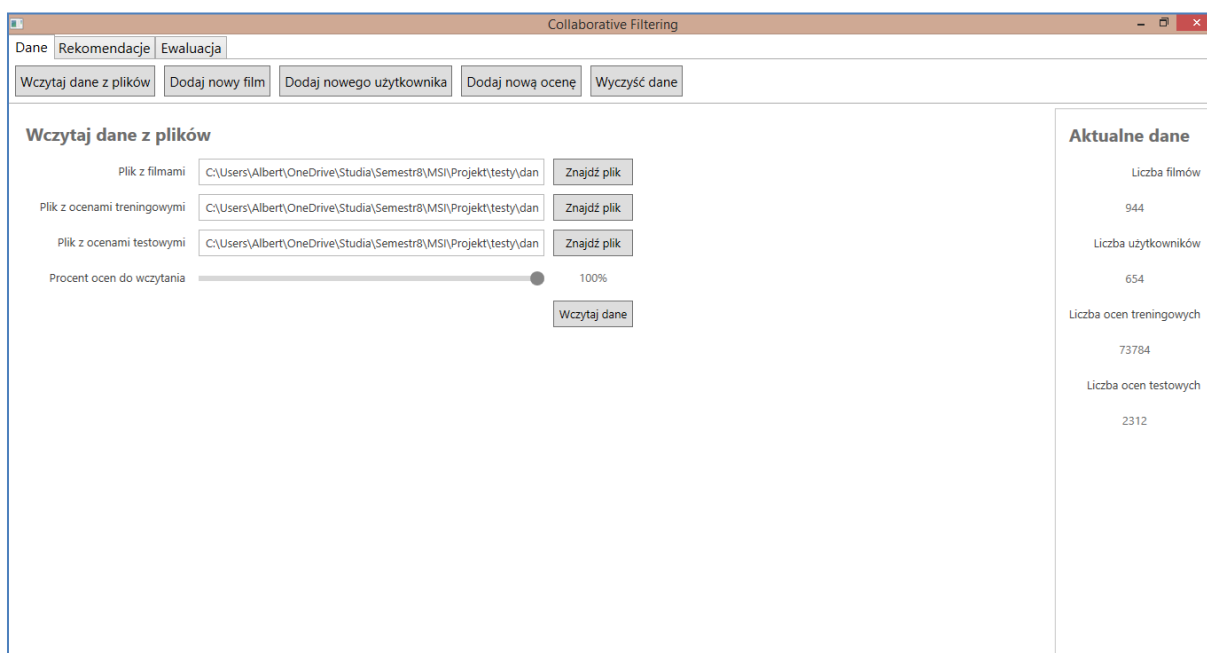 Collaborative Filtering
Dane Rekomendacje Ewaluacja
Wczytaj dane z plików Dodaj nowy film Dodaj nowego użytkownika Dodaj nową ocenę Wyczyść dane
Wczytaj dane z plików
Plik z filmami C:\Users\Albert\OneDrive\Studia\Semestr8\MSI\Projekt\testy\dan Znajdź plik
Plik z ocenami treningowymi C:\Users\Albert\OneDrive\Studia\Semestr8\MSI\Projekt\testy\dan Znajdź plik
Plik z ocenami testowymi C:\Users\Albert\OneDrive\Studia\Semestr8\MSI\Projekt\testy\dan Znajdź plik
Procent ocen do wczytania 100%
Wczytaj dane
Aktualne dane
Liczba filmów
944
Liczba użytkowników
654
Liczba ocen treningowych
73784
Liczba ocen testowych
2312